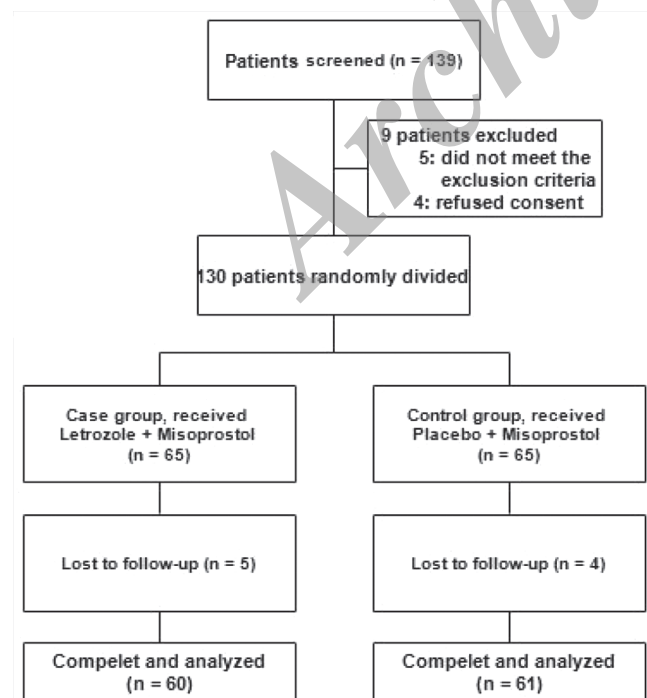 Patients screened (n = 139)
9 patients excluded
5: did not meet the
exclusion criteria
4: refused consent
130 patients randomly divided
Case group, received
Letrozole + Misoprostol
(n = 65)
Control group, received
Placebo + Misoprostol
(n = 65)
Lost to follow-up (n = 5)
Lost to follow-up (n = 4)
Compelet and analyzed
(n = 60)
Compelet and analyzed
(n = 61)